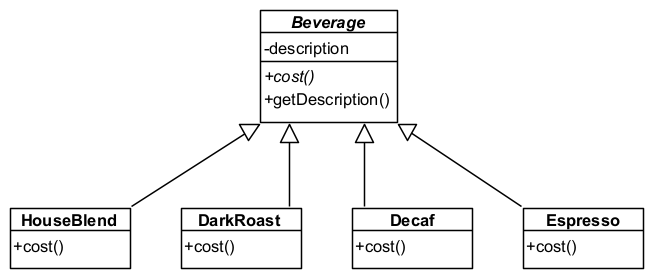 Beverage
-description
+cost()
+getDescription()
HouseBlend
+cost()
DarkRoast
+cost()
Decaf
+cost()
Espresso
+cost()